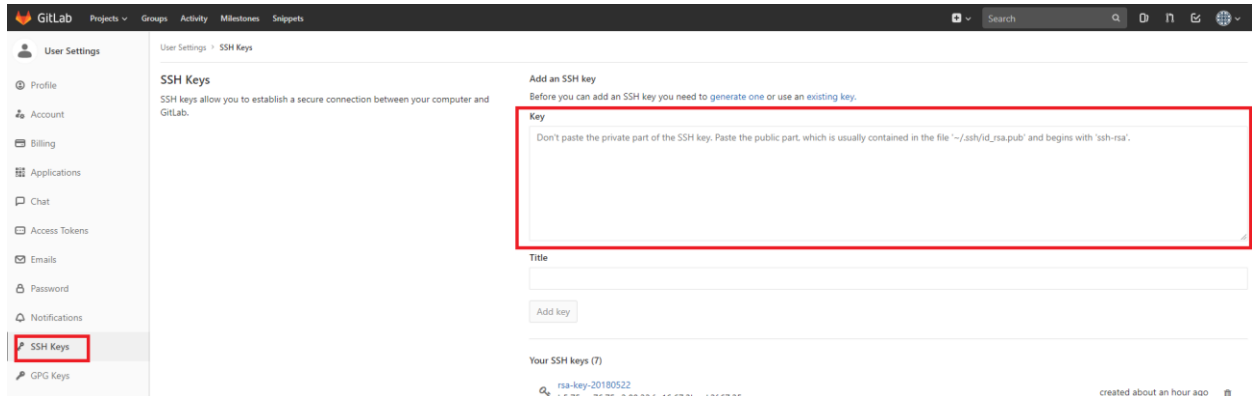 GitLab Projects Groups Activity Milestones Snippets Search
User Settings
Profile
Account
Billing
Applications
Chat
Access Tokens
Emails
Password
Notifications
SSH Keys
GPG Keys
User Settings > SSH Keys
SSH Keys
SSH keys allow you to establish a secure connection between your computer and
GitLab.
Add an SSH key
Before you can add an SSH key you need to generate one or use an existing key.
Key
Don't paste the private part of the SSH key. Paste the public part, which is usually contained in the file '~/.ssh/id_rsa.pub' and begins with 'ssh-rsa'.
Title
Add key
Your SSH keys (7)
rsa-key-20180522
created about an hour ago